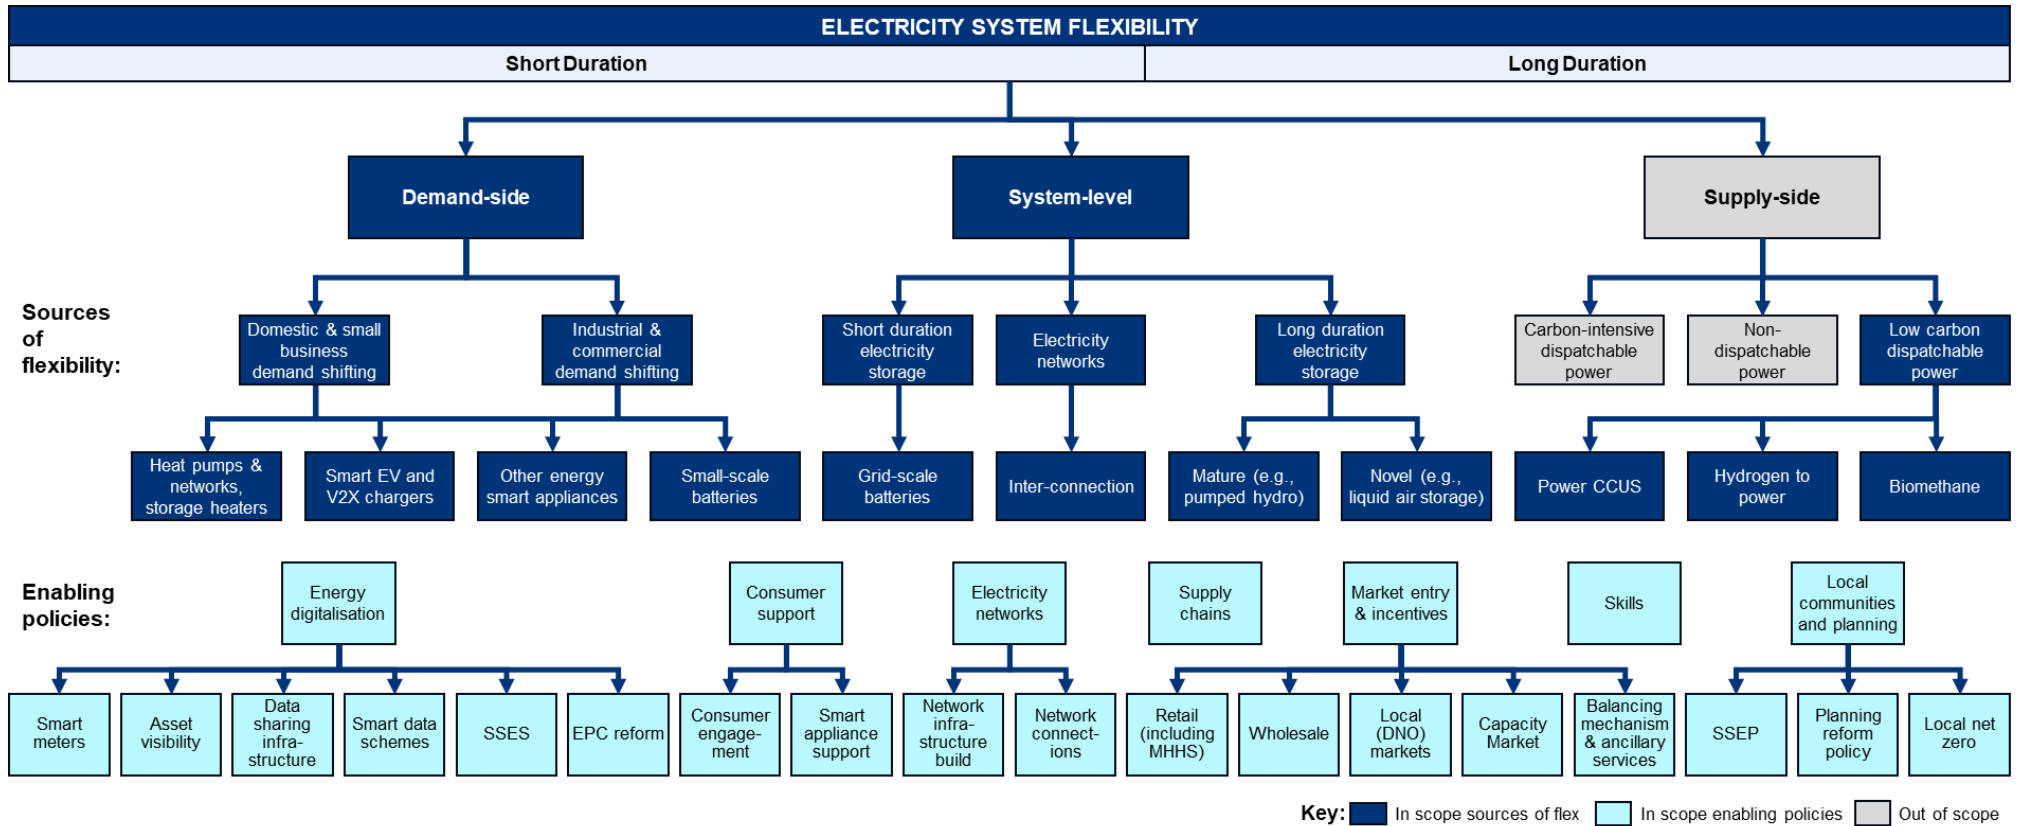 ELECTRICITY SYSTEM FLEXIBILITY
Short Duration
Long Duration
Demand-side
System-level
Supply-side
Sources
of
flexibility:
Domestic & small
business
demand shifting
Industrial &
commercial
demand shifting
Short duration
electricity
storage
Electricity
networks
Long duration
electricity
storage
Carbon-intensive
dispatchable
power
Non-
dispatchable
power
Low carbon
dispatchable
power
Heat pumps &
networks,
storage heaters
Smart EV and
V2X chargers
Other energy
smart appliances
Small-scale
batteries
Grid-scale
batteries
Inter-connection
Mature (e.g.,
pumped hydro)
Novel (e.g.,
liquid air storage)
Power CCUS
Hydrogen to
power
Biomethane
Enabling
policies:
Energy
digitalisation
Consumer
support
Electricity
networks
Supply
chains
Market entry
& incentives
Skills
Local
communities
and planning
Smart
meters
Asset
visibility
Data
sharing
infra-
structure
Smart data
schemes
SSES
EPC reform
Consumer
engage-
ment
Smart
appliance
support
Network
infra-
structure
build
Network
connect-
ions
Retail
(including
MHHS)
Wholesale
Local
(DNO)
markets
Capacity
Market
Balancing
mechanism
& ancillary
services
SSEP
Planning
reform
policy
Local net
zero
Key:
In scope sources of flex
In scope enabling policies
Out of scope